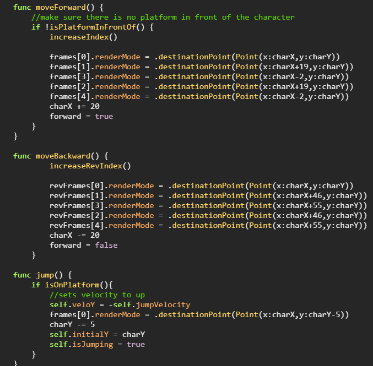 func moveForward() {
//make sure there is no platform in front of the character
if !isPlatformInFrontOf() {
increaseIndex()
frames[0].renderMode = .destinationPoint(Point(x:charX,y:charY))
frames[1].renderMode = .destinationPoint(Point(x:charX+19,y:charY))
frames[3].renderMode = .destinationPoint(Point(x:charX-2,y:charY))
frames[2].renderMode = .destinationPoint(Point(x:charX+19,y:charY))
frames[4].renderMode = .destinationPoint(Point(x:charX-2,y:charY))
charX += 20
forward = true
}
}
func moveBackward() {
increaseRevIndex()
revFrames[0].renderMode = .destinationPoint(Point(x:charX+46,y:charY))
revFrames[1].renderMode = .destinationPoint(Point(x:charX+55,y:charY))
revFrames[3].renderMode = .destinationPoint(Point(x:charX+55,y:charY))
revFrames[2].renderMode = .destinationPoint(Point(x:charX+46,y:charY))
revFrames[4].renderMode = .destinationPoint(Point(x:charX+55,y:charY))
charX -= 20
forward = false
}
func jump() {
if isOnPlatform(){
//sets velocity to up
self.veloY = -self.jumpVelocity
frames[0].renderMode = .destinationPoint(Point(x:charX,y:charY-5))
charY -= 5
self.initialY = charY
self.isJumping = true
}
}